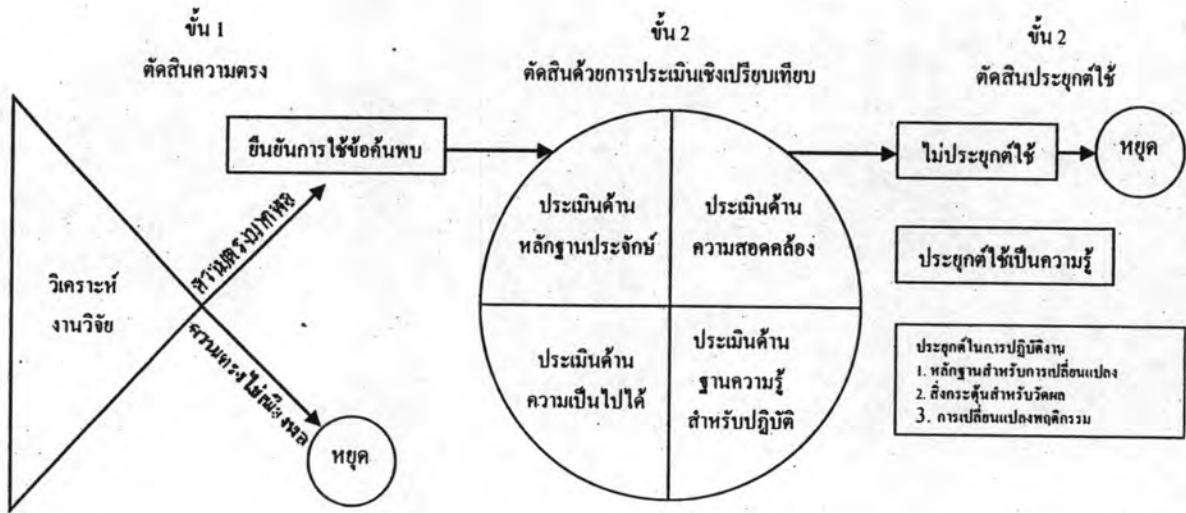 ขั้น 1
ตัดสินความตรง
วิเคราะห์
งานวิจัย
ยืนยันการใช้ข้อค้นพบ
หยุด
ขั้น 2
ตัดสินด้วยการประเมินเชิงเปรียบเทียบ
ประเมินด้าน
หลักฐานประจักษ์
ประเมินด้าน
ความสอดคล้อง
ประเมินด้าน
ความเป็นไปได้
ประเมินด้าน
ฐานความรู้
สำหรับปฎิบัติ
ขั้น 2
ตัดสินประยุกต์ใช้
ไม่ประยุกต์ใช้
หยุด
ประยุกต์ใช้เป็นความรู้
ประยุกต์ในการปฏิบัติงาน
1. หลักฐานสำหรับการเปลี่ยนแปลง
2. สิ่งกระตุ้นสำหรับวัดผล
3. การเปลี่ยนแปลงพฤติกรรม